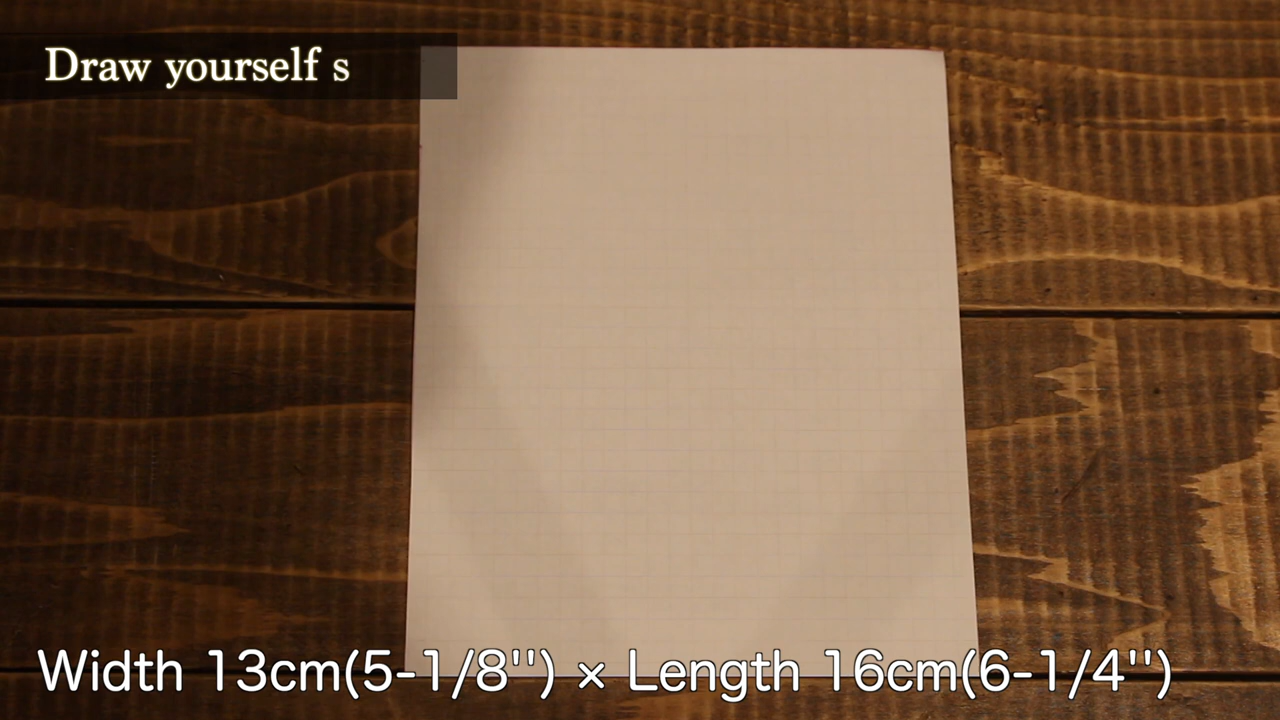 Draw yourself s
Width 13cm(5-1/8'') × Length 16cm(6-1/4'')